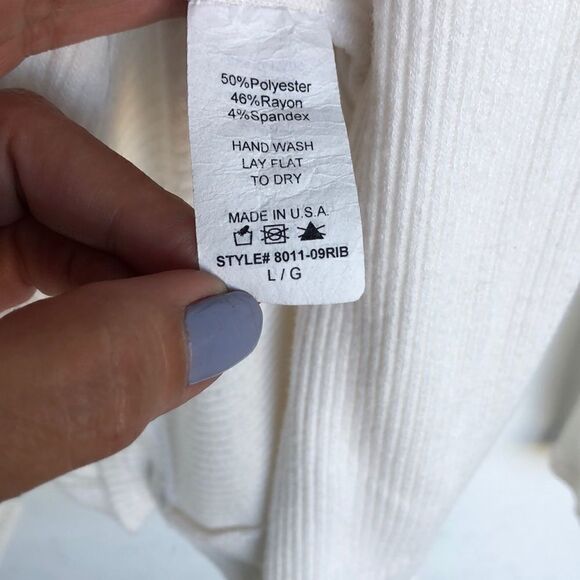 50%Polyester
46%Rayon
4%Spandex
HAND WASH
LAY FLAT
TO DRY
MADE IN U.S.A.
STYLE# 8011-09RIB
L / G